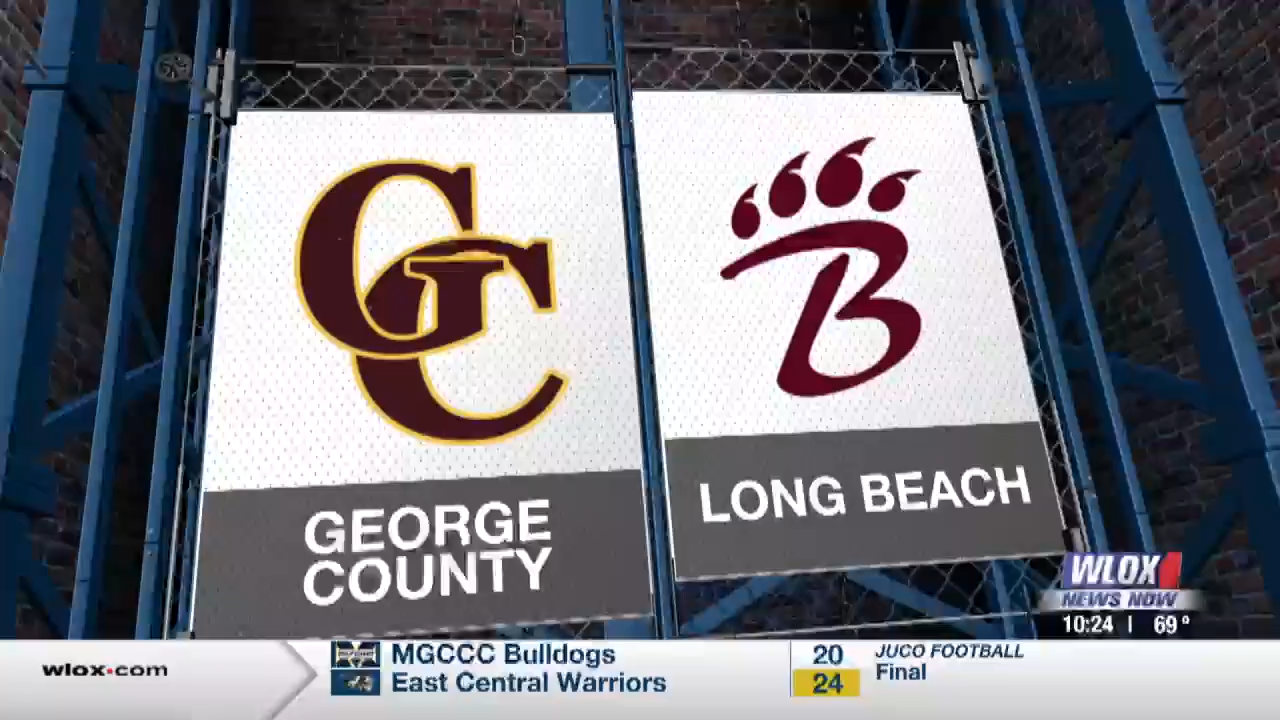 GC
B
GEORGE
COUNTY
LONG BEACH
WLOX
NEWS NOW
10:24 | 69°
wlox.com
MGCCC Bulldogs 20
East Central Warriors 24
JUCO FOOTBALL
Final